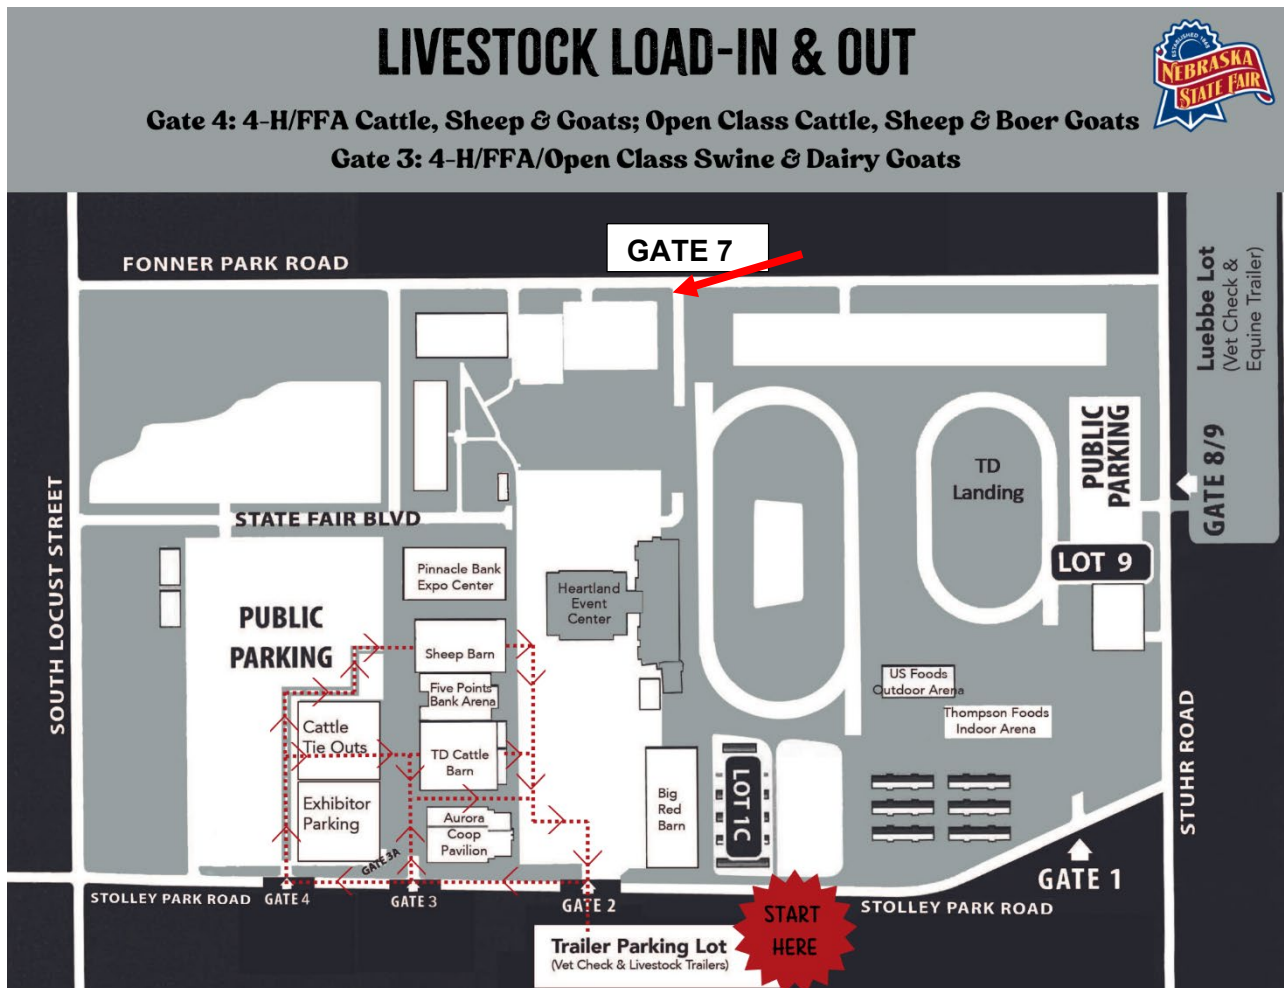 LIVESTOCK LOAD-IN & OUT
ESTABLISHED 1868
NEBRASKA
STATE FAIR
Gate 4: 4-H/FFA Cattle, Sheep & Goats; Open Class Cattle, Sheep & Boer Goats
Gate 3: 4-H/FFA/Open Class Swine & Dairy Goats
GATE 7
FONNER PARK ROAD
Luebbe Lot
(Vet Check &
Equine Trailer)
GATE 8/9
PUBLIC
PARKING
TD
Landing
LOT 9
STATE FAIR BLVD
SOUTH LOCUST STREET
Pinnacle Bank
Expo Center
Heartland
Event
Center
PUBLIC
PARKING
Sheep Barn
Five Points
Bank Arena
US Foods
Outdoor Arena
Thompson Foods
Indoor Arena
STUHR ROAD
Cattle
Tie Outs
TD Cattle
Barn
Exhibitor
Parking
Aurora
Coop
Pavilion
Big
Red
Barn
LOT 1C
GATE 3A
GATE 1
STOLLEY PARK ROAD
GATE 4
GATE 3
GATE 2
START
HERE
STOLLEY PARK ROAD
Trailer Parking Lot
(Vet Check & Livestock Trailers)